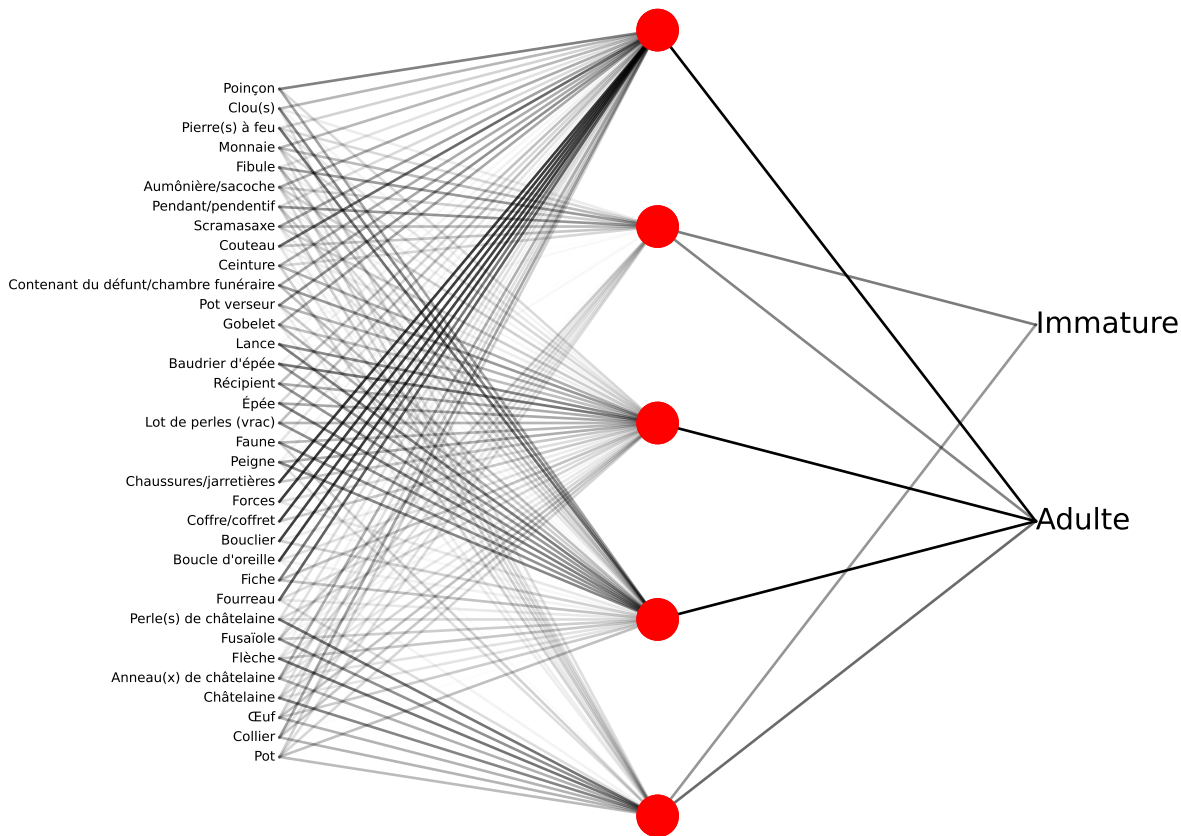 Poinçon
Clou(s)
Pierre(s) à feu
Monnaie
Fibule
Aumônière/sacoche
Pendant/pendentif
Scramasaxe
Couteau
Ceinture
Contenant du défunt/chambre funéraire
Pot verseur
Gobelet
Lance
Baudrier d'épée
Récipient
Épée
Lot de perles (vrac)
Faune
Peigne
Chaussures/jarretières
Forces
Coffre/coffret
Bouclier
Boucle d'oreille
Fiche
Fourreau
Perle(s) de châtelaine
Fusaïole
Flèche
Anneau(x) de châtelaine
Châtelaine
Œuf
Collier
Pot
Immature
Adulte